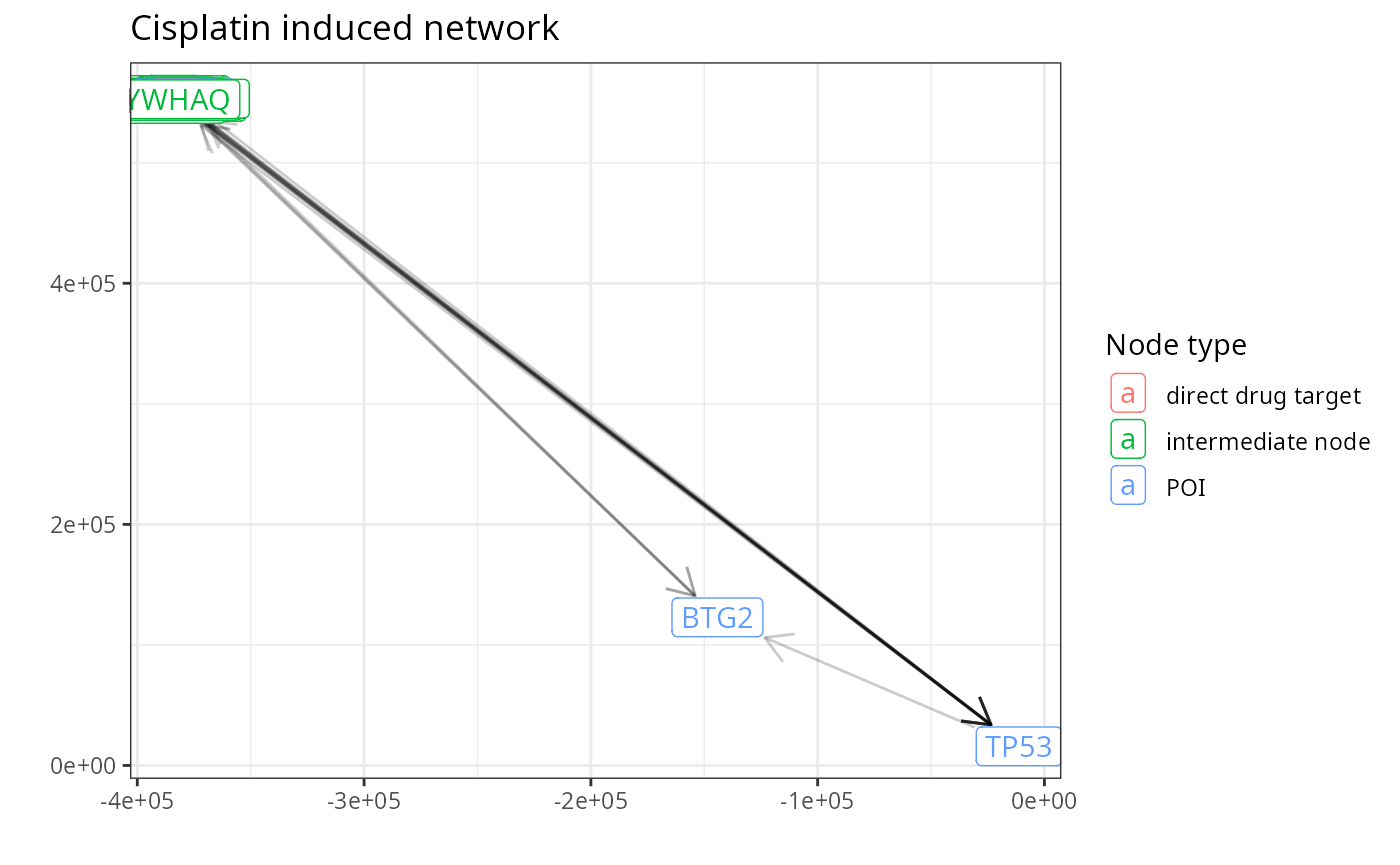 Cisplatin induced network
YWHAQ
4e+05
2e+05
0e+00
BTG2
TP53
-4e+05
-3e+05
-2e+05
-1e+05
0e+00
Node type
a direct drug target
a intermediate node
a POI